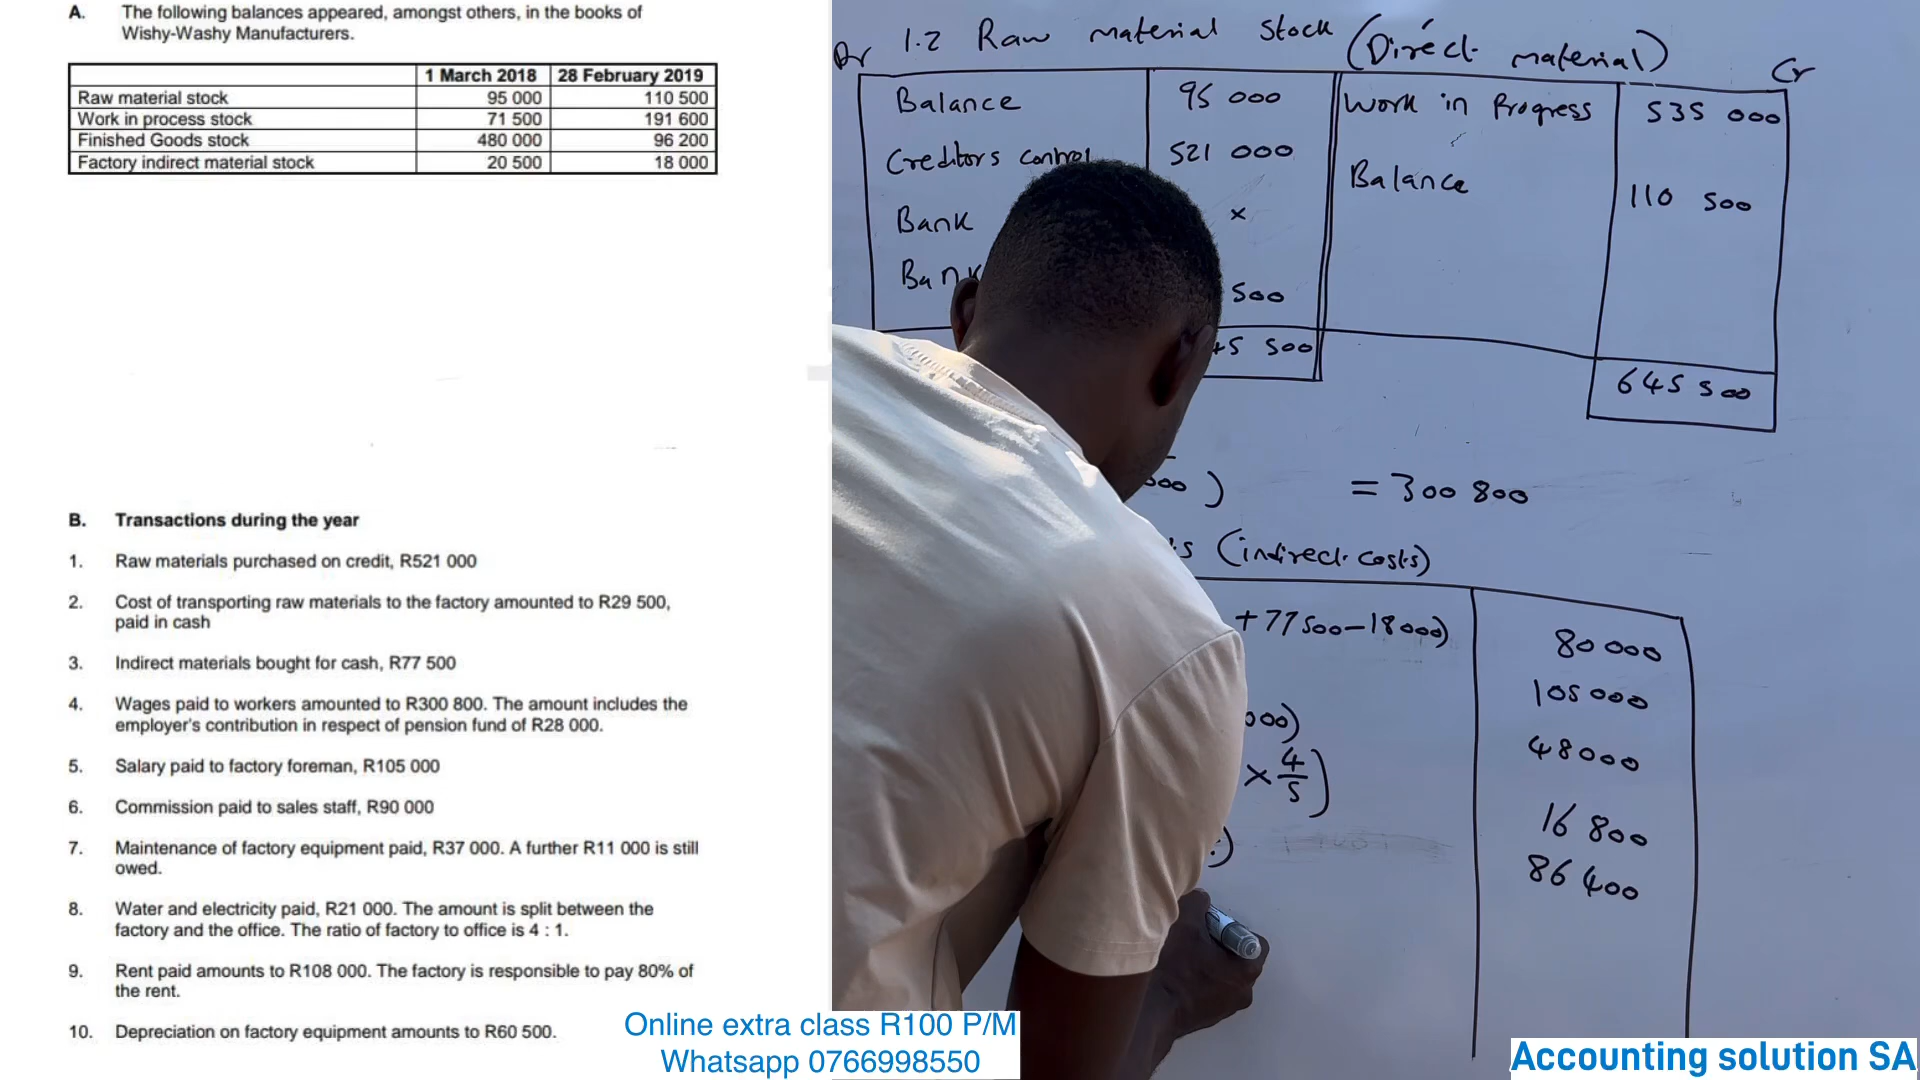 A. The following balances appeared, amongst others, in the books of
Wishy-Washy Manufacturers.
1 March 2018 28 February 2019
Raw material stock 95 000 110 500
Work in process stock 71 500 191 600
Finished Goods stock 480 000 96 200
Factory indirect material stock 20 500 18 000
B. Transactions during the year
1. Raw materials purchased on credit, R521 000
2. Cost of transporting raw materials to the factory amounted to R29 500,
paid in cash
3. Indirect materials bought for cash, R77 500
4. Wages paid to workers amounted to R300 800. The amount includes the
employer's contribution in respect of pension fund of R28 000.
5. Salary paid to factory foreman, R105 000
6. Commission paid to sales staff, R90 000
7. Maintenance of factory equipment paid, R37 000. A further R11 000 is still
owed.
8. Water and electricity paid, R21 000. The amount is split between the
factory and the office. The ratio of factory to office is 4 : 1.
9. Rent paid amounts to R108 000. The factory is responsible to pay 80% of
the rent.
10. Depreciation on factory equipment amounts to R60 500.
Dr 1.2 Raw material stock (Direct material) Cr
Balance 95 000 Work in Progress 535 000
Creditors control 521 000 Balance 110 500
Bank x
Bank 500
5 500 645 500
) = 300 800
(indirect costs)
+77 500-18 000) 80 000
105 000
000) 48 000
x 4/5) 16 800
) 86 400
Online extra class R100 P/M
Whatsapp 0766998550
Accounting solution SA